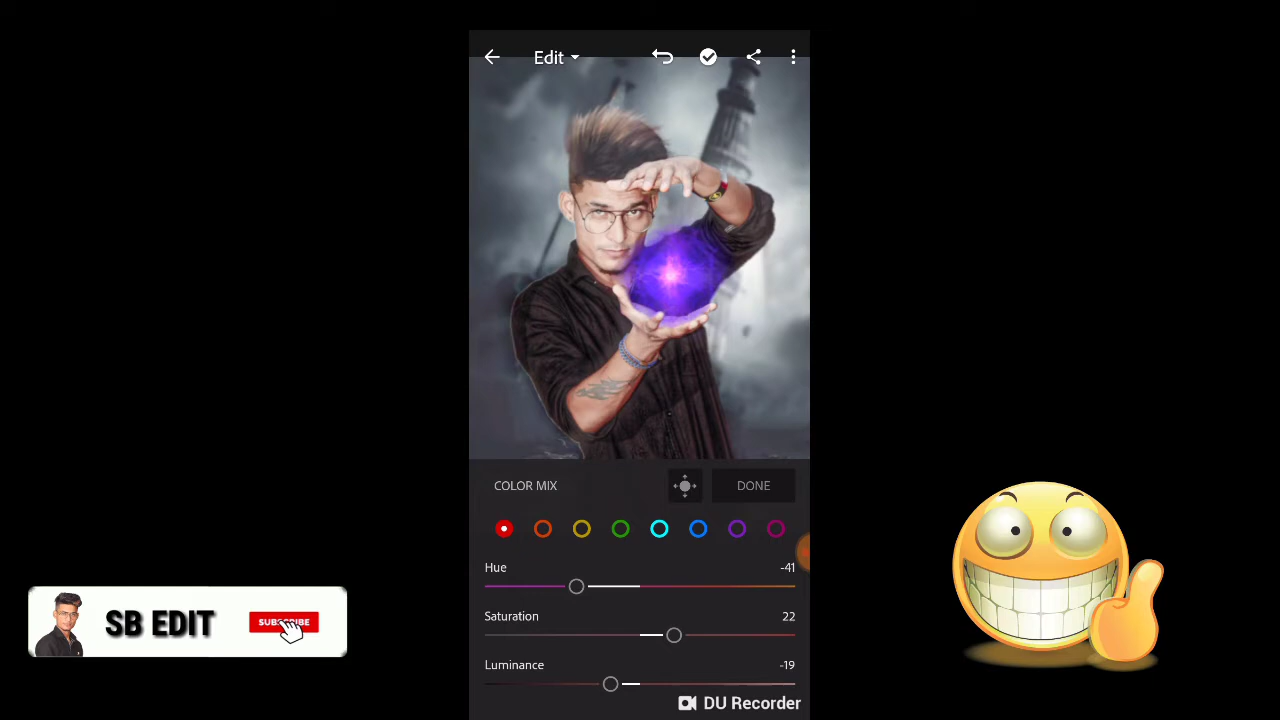 Edit
COLOR MIX
DONE
Hue
-41
Saturation
22
Luminance
-19
SB EDIT
SUBSCRIBE
DU Recorder